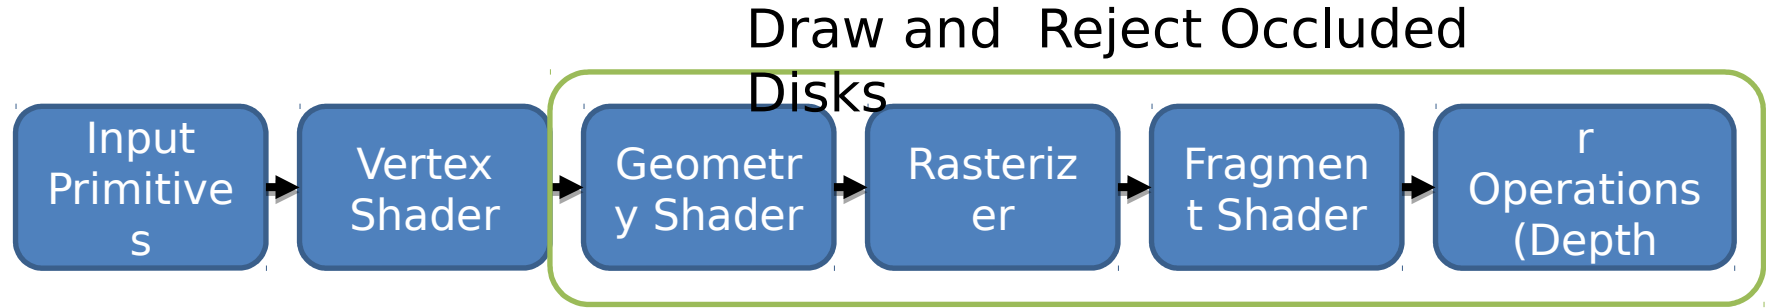 Draw and  Reject Occluded
Disks
Input
Primitive
s
Vertex
Shader
Geometr
y Shader
Rasteriz
er
Fragmen
t Shader
r
Operations
(Depth